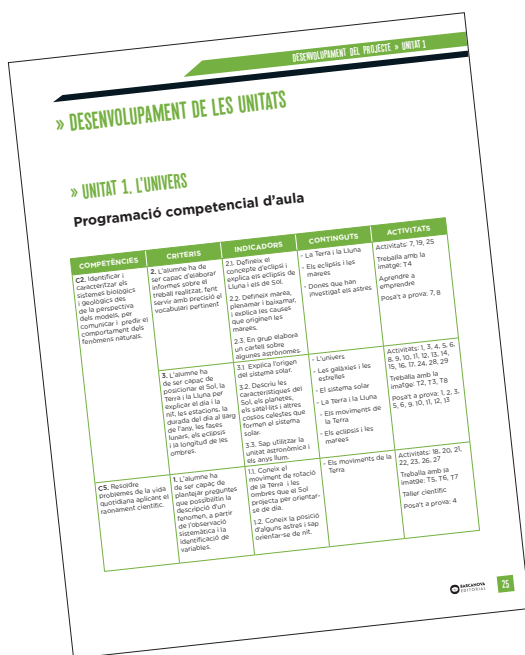 DESENVOLUPAMENT DEL PROJECTE » UNITAT 1
» DESENVOLUPAMENT DE LES UNITATS
» UNITAT 1. L'UNIVERS
Programació competencial d'aula
COMPETÈNCIES
CRITERIS
INDICADORS
CONTINGUTS
ACTIVITATS
C2. Identificar i
caracteritzar els
sistemes biològics
i geològics des
de la perspectiva
dels models, per
comunicar i predir el
comportament dels
fenòmens naturals.
2. L'alumne ha de
ser capaç d'elaborar
informes sobre el
treball realitzat, fent
servir amb precisió el
vocabulari pertinent
2.1. Defineix el
concepte d'eclipsi i
explica els eclipsis de
Lluna i els de Sol.
2.2. Defineix marea,
plenamar i baixamar,
i explica les causes
que originen les
marees.
2.3. En grup elabora
un cartell sobre
algunes astrònomes
- La Terra i la Lluna
- Els eclipsis i les
marees
- Dones que han
investigat els astres
Activitats: 7, 19, 25
Treballa amb la
imatge: T4
Aprendre a
emprendre
Posa't a prova: 7, 8
3. L'alumne ha
de ser capaç de
posicionar el Sol, la
Terra i la Lluna per
explicar el dia i la
nit, les estacions, la
durada del dia al llarg
de l'any, les fases
lunars, els eclipsis
i la longitud de les
ombres.
3.1. Explica l'origen
del sistema solar.
3.2. Descriu les
característiques del
Sol, els planetes,
els satèl·lits i altres
cossos celestes que
formen el sistema
solar.
3.3. Sap utilitzar la
unitat astronòmica i
els anys llum.
- L'univers
- Les galàxies i les
estrelles
- El sistema solar
- La Terra i la Lluna
- Els moviments de
la Terra
- Els eclipsis i les
marees
Activitats: 1, 3, 4, 5, 6,
8, 9, 10, 11, 12, 13, 14,
15, 16, 17, 24, 28, 29
Treballa amb la
imatge: T2, T3, T8
Posa't a prova: 1, 2, 3,
5, 6, 9, 10, 11, 12, 13
C5. Resoldre
problemes de la vida
quotidiana aplicant el
raonament científic.
1. L'alumne ha
de ser capaç de
plantejar preguntes
que possibilitin la
descripció d'un
fenomen, a partir
de l'observació
sistemàtica i la
identificació de
variables.
1.1. Coneix el
moviment de rotació
de la Terra i les
ombres que el Sol
projecta per orientar-
se de dia.
1.2. Coneix la posició
d'alguns astres i sap
orientar-se de nit.
- Els moviments de la
Terra
Activitats: 18, 20, 21,
22, 23, 26, 27
Treballa amb la
imatge: T5, T6, T7
Taller científic
Posa't a prova: 4
BARCANOVA
EDITORIAL
25